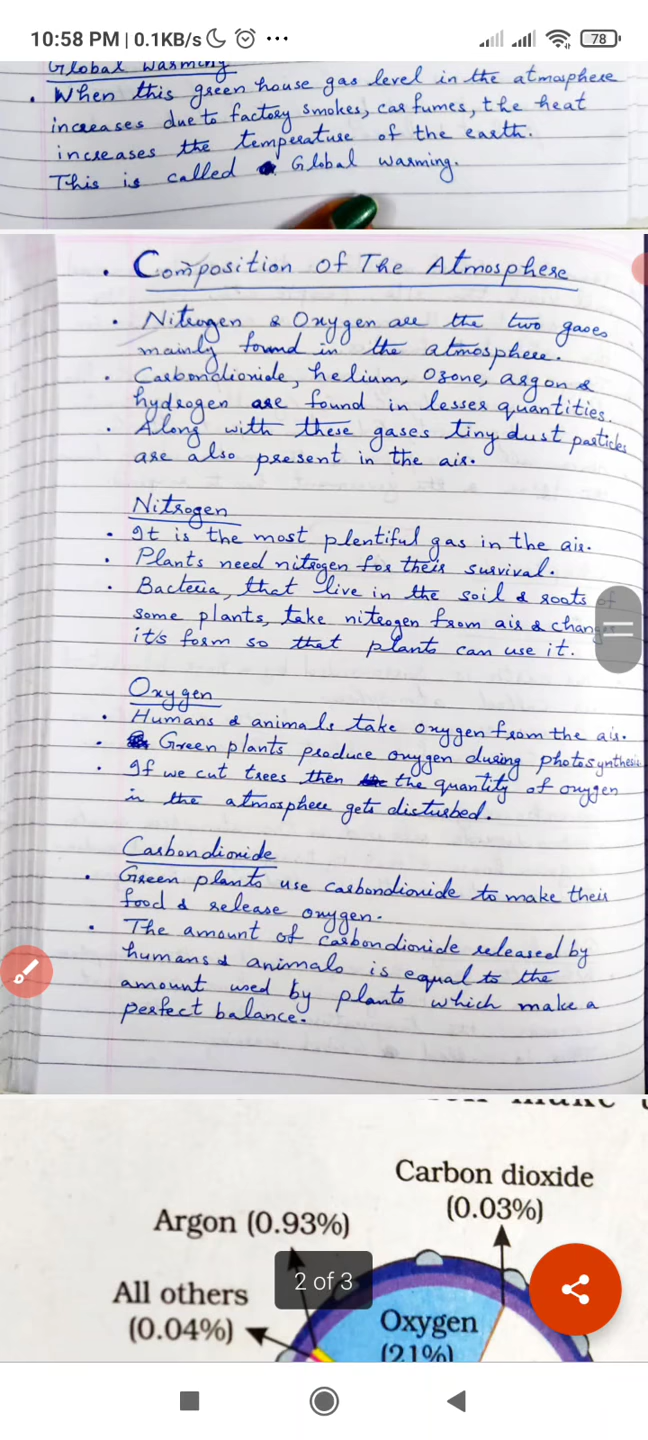 10:58 PM | 0.1KB/s
78
Global Warming
• When this green house gas level in the atmosphere
increases due to factory smokes, car fumes, the heat
increases the temperature of the earth.
This is called Global warming.
• Composition Of The Atmosphere
• Nitrogen & Oxygen are the two gases
mainly found in the atmosphere.
• Carbondioxide, helium, Ozone, argon &
hydrogen are found in lesser quantities.
• Along with these gases tiny dust particles
are also present in the air.
Nitrogen
• It is the most plentiful gas in the air.
• Plants need nitrogen for their survival.
• Bacteria, that live in the soil & roots of
some plants, take nitrogen from air & change
it's form so that plants can use it.
Oxygen
• Humans & animals take oxygen from the air.
• Green plants produce oxygen during photosynthesis
• If we cut trees then the quantity of oxygen
in the atmosphere gets disturbed.
Carbondioxide
• Green plants use carbondioxide to make their
food & release oxygen.
• The amount of carbondioxide released by
humans & animals is equal to the
amount used by plants which make a
perfect balance.
Carbon dioxide
(0.03%)
Argon (0.93%)
2 of 3
All others
(0.04%)
Oxygen
(21%)